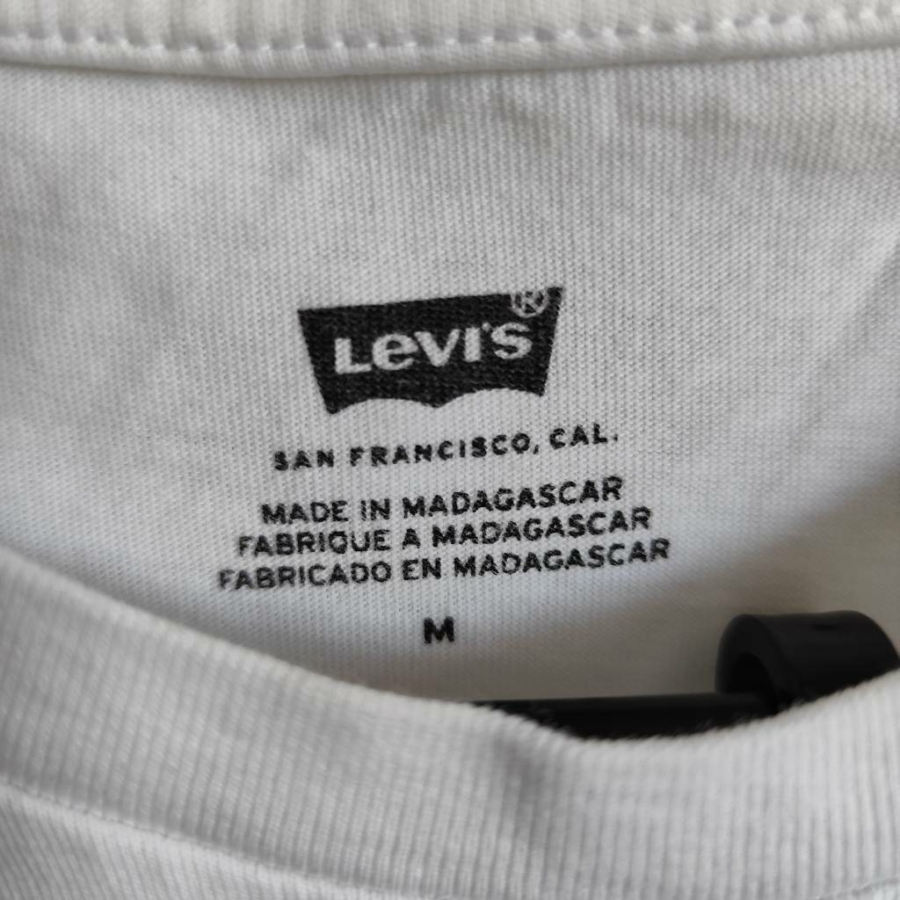 Levi's®
SAN FRANCISCO, CAL.
MADE IN MADAGASCAR
FABRIQUE A MADAGASCAR
FABRICADO EN MADAGASCAR
M